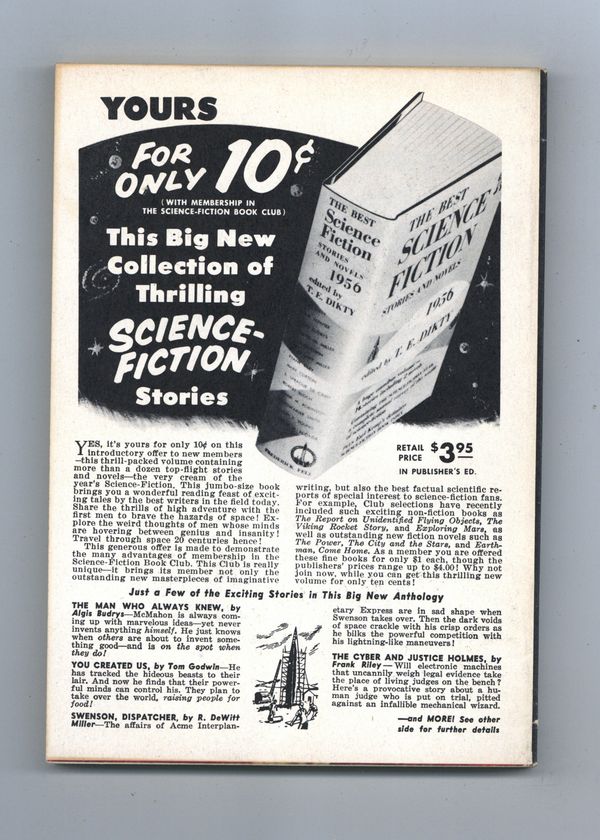 YOURS
FOR
ONLY 10¢
(WITH MEMBERSHIP IN
THE SCIENCE-FICTION BOOK CLUB)
This Big New
Collection of
Thrilling
SCIENCE-
FICTION
Stories
THE BEST
Science
Fiction
STORIES
AND NOVELS
1956
edited by
T. E. DIKTY
FREDERICK FELL
THE BEST
SCIENCE
FICTION
STORIES AND NOVELS
1956
edited by T. E. DIKTY
RETAIL PRICE $3.95
IN PUBLISHER'S ED.
YES, it's yours for only 10¢ on this
introductory offer to new members
—this thrill-packed volume containing
more than a dozen top-flight stories
and novels—the very cream of the
year's Science-Fiction. This jumbo-size book
brings you a wonderful reading feast of excit-
ing tales by the best writers in the field today.
Share the thrills of high adventure with the
first men to brave the hazards of space! Ex-
plore the weird thoughts of men whose minds
are hovering between genius and insanity!
Travel through space 20 centuries hence!
This generous offer is made to demonstrate
the many advantages of membership in the
Science-Fiction Book Club. This Club is really
unique—it brings its member not only the
outstanding new masterpieces of imaginative
writing, but also the best factual scientific re-
ports of special interest to science-fiction fans.
For example, Club selections have recently
included such exciting non-fiction books as
The Report on Unidentified Flying Objects, The
Viking Rocket Story, and Exploring Mars, as
well as outstanding new fiction novels such as
The Power, The City and the Stars, and Earth-
man, Come Home. As a member you are offered
these fine books for only $1 each, though the
publishers' prices range up to $4.00! Why not
join now, while you can get this thrilling new
volume for only ten cents!
Just a Few of the Exciting Stories in This Big New Anthology
THE MAN WHO ALWAYS KNEW, by
Algis Budrys—McMahon is always com-
ing up with marvelous ideas—yet never
invents anything himself. He just knows
when others are about to invent some-
thing good—and is on the spot when
they do!
YOU CREATED US, by Tom Godwin—He
has tracked the hideous beasts to their
lair. And now he finds that their power-
ful minds can control his. They plan to
take over the world, raising people for
food!
SWENSON, DISPATCHER, by R. DeWitt
Miller—The affairs of Acme Interplan-
etary Express are in sad shape when
Swenson takes over. Then the dark voids
of space crackle with his crisp orders as
he bilks the powerful competition with
his lightning-like maneuvers!
THE CYBER AND JUSTICE HOLMES, by
Frank Riley — Will electronic machines
that uncannily weigh legal evidence take
the place of living judges on the bench?
Here's a provocative story about a hu-
man judge who is put on trial, pitted
against an infallible mechanical wizard.
—and MORE! See other
side for further details